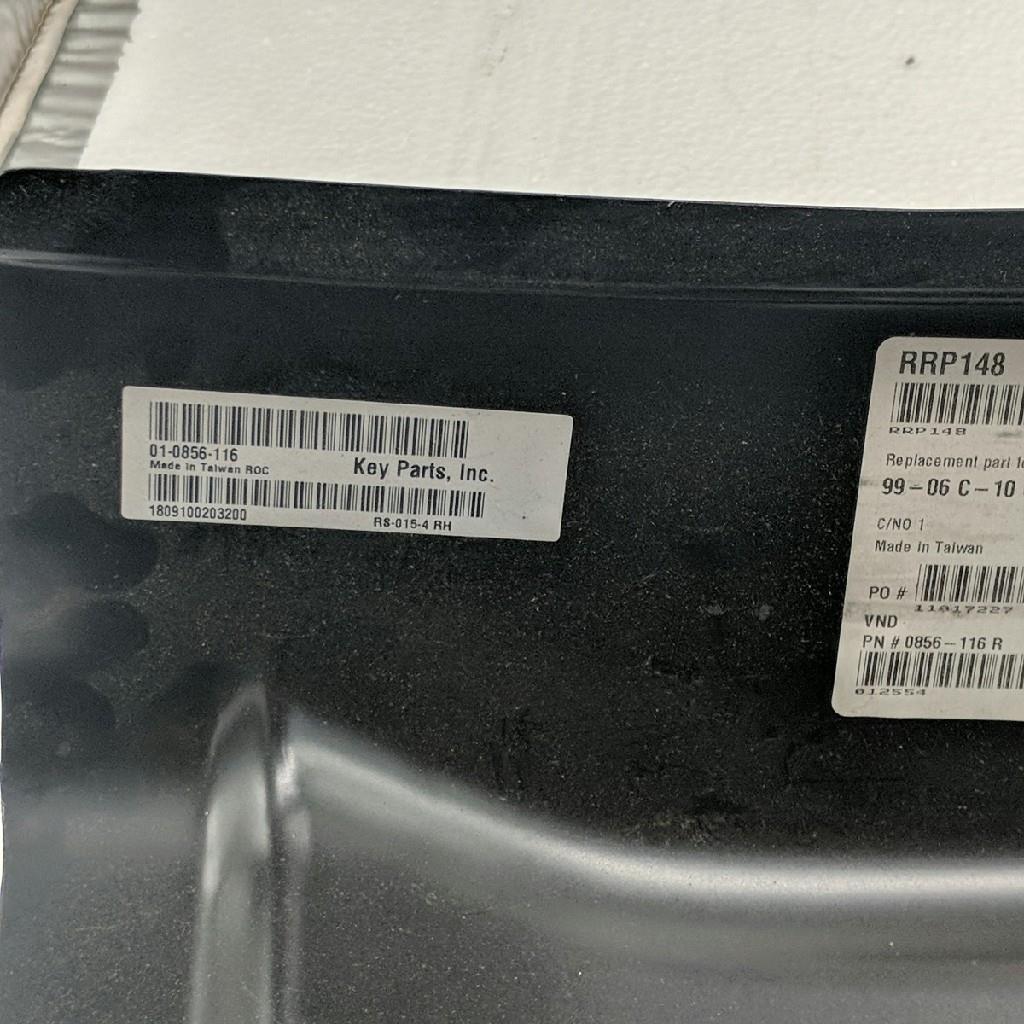 01-0856-116
Made in Taiwan ROC
Key Parts, Inc.
1809100203200
RS-015-4 RH
RRP148
RRP148
Replacement part
99-06 C-10
C/NO 1
Made in Taiwan
PO #
11017227
VND
PN # 0856-116 R
012554